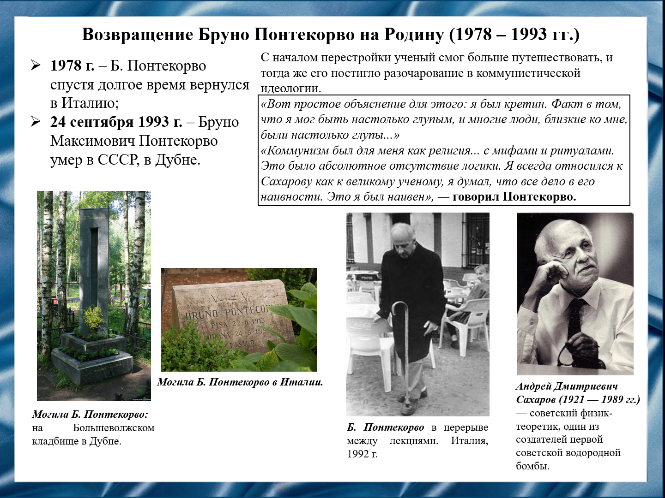 Возвращение Бруно Понтекорво на Родину (1978 – 1993 гг.)
1978 г. – Б. Понтекорво
спустя долгое время вернулся
в Италию;
24 сентября 1993 г. – Бруно
Максимович Понтекорво
умер в СССР, в Дубне.
С началом перестройки ученый смог больше путешествовать, и
тогда же его постигло разочарование в коммунистической
идеологии.
«Вот простое объяснение для этого: я был кретин. Факт в том,
что я мог быть настолько глупым, и многие люди, близкие ко мне,
были настолько глупы...»
«Коммунизм был для меня как религия... с мифами и ритуалами.
Это было абсолютное отсутствие логики. Я всегда относился к
Сахарову как к великому ученому, я думал, что все дело в его
наивности. Это я был наивен», — говорил Понтекорво.
BRUNO PONTECO
Могила Б. Понтекорво в Италии.
Могила Б. Понтекорво:
на Большеволжском
кладбище в Дубне.
Б. Понтекорво в перерыве
между лекциями. Италия,
1992 г.
Андрей Дмитриевич
Сахаров (1921 — 1989 гг.)
— советский физик-
теоретик, один из
создателей первой
советской водородной
бомбы.